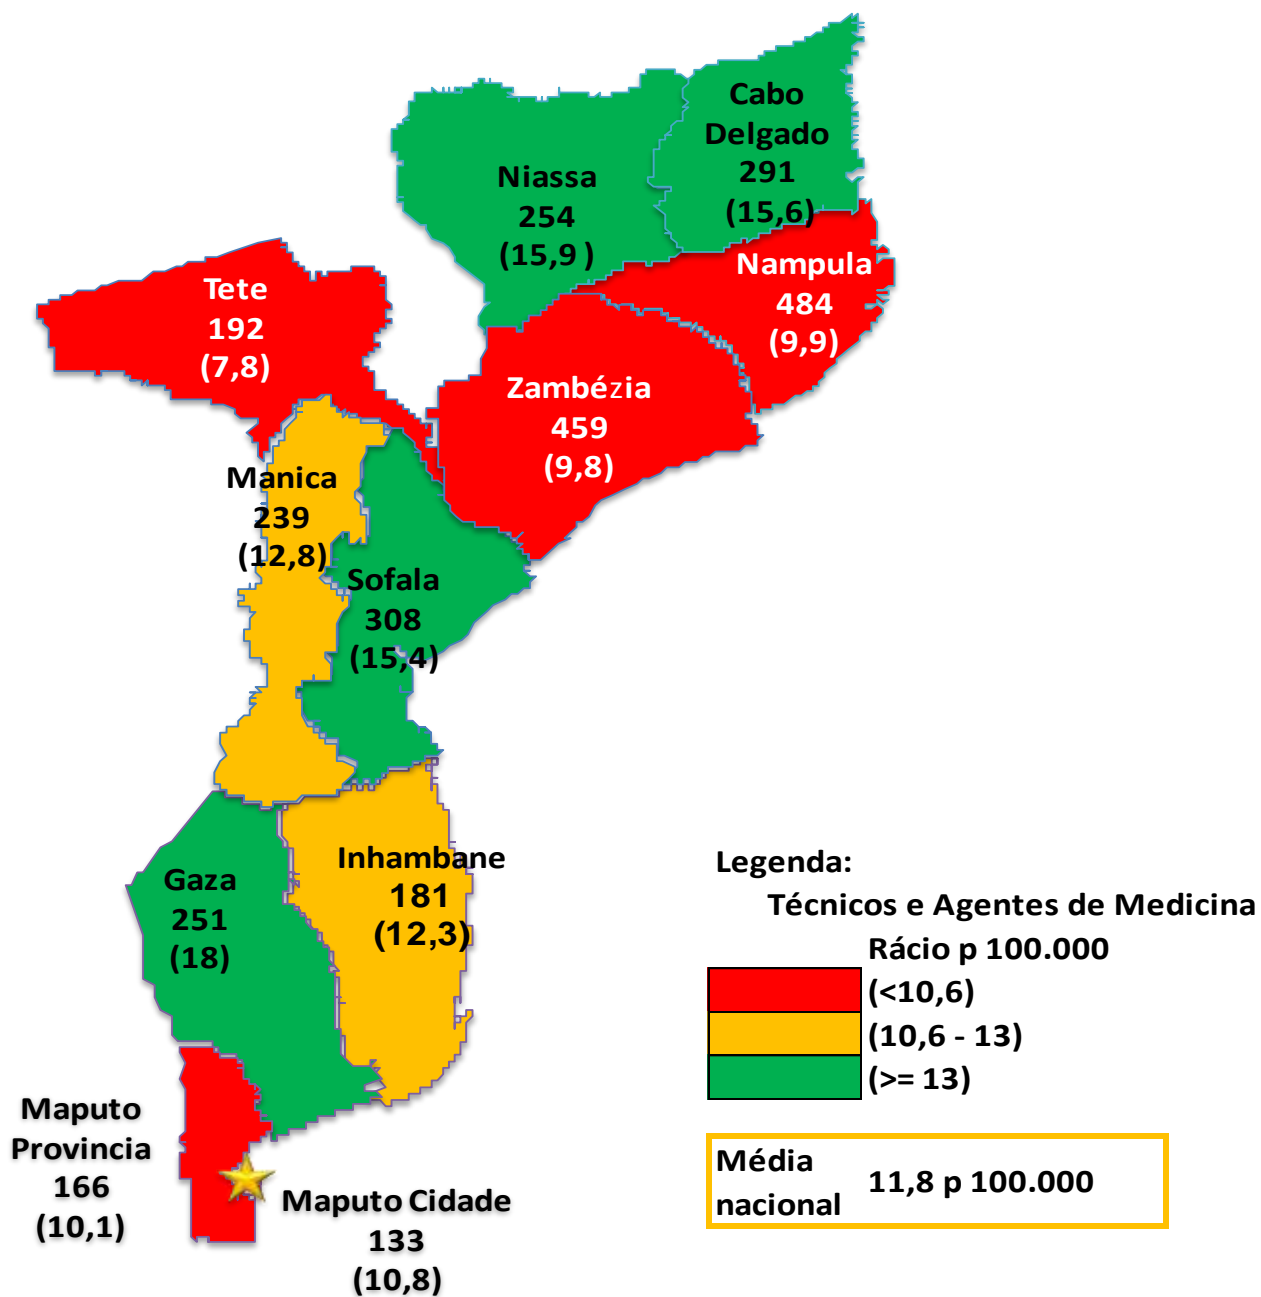 Cabo
Delgado
291
(15,6)
Niassa
254
(15,9 )
Nampula
484
(9,9)
Tete
192
(7,8)
Zambézia
459
(9,8)
Manica
239
(12,8)
Sofala
308
(15,4)
Inhambane
181
(12,3)
Gaza
251
(18)
Maputo
Provincia
166
(10,1)
Maputo Cidade
133
(10,8)
Legenda:
Técnicos e Agentes de Medicina
Rácio p 100.000
(<10,6)
(10,6 - 13)
(>= 13)
Média
nacional
11,8 p 100.000